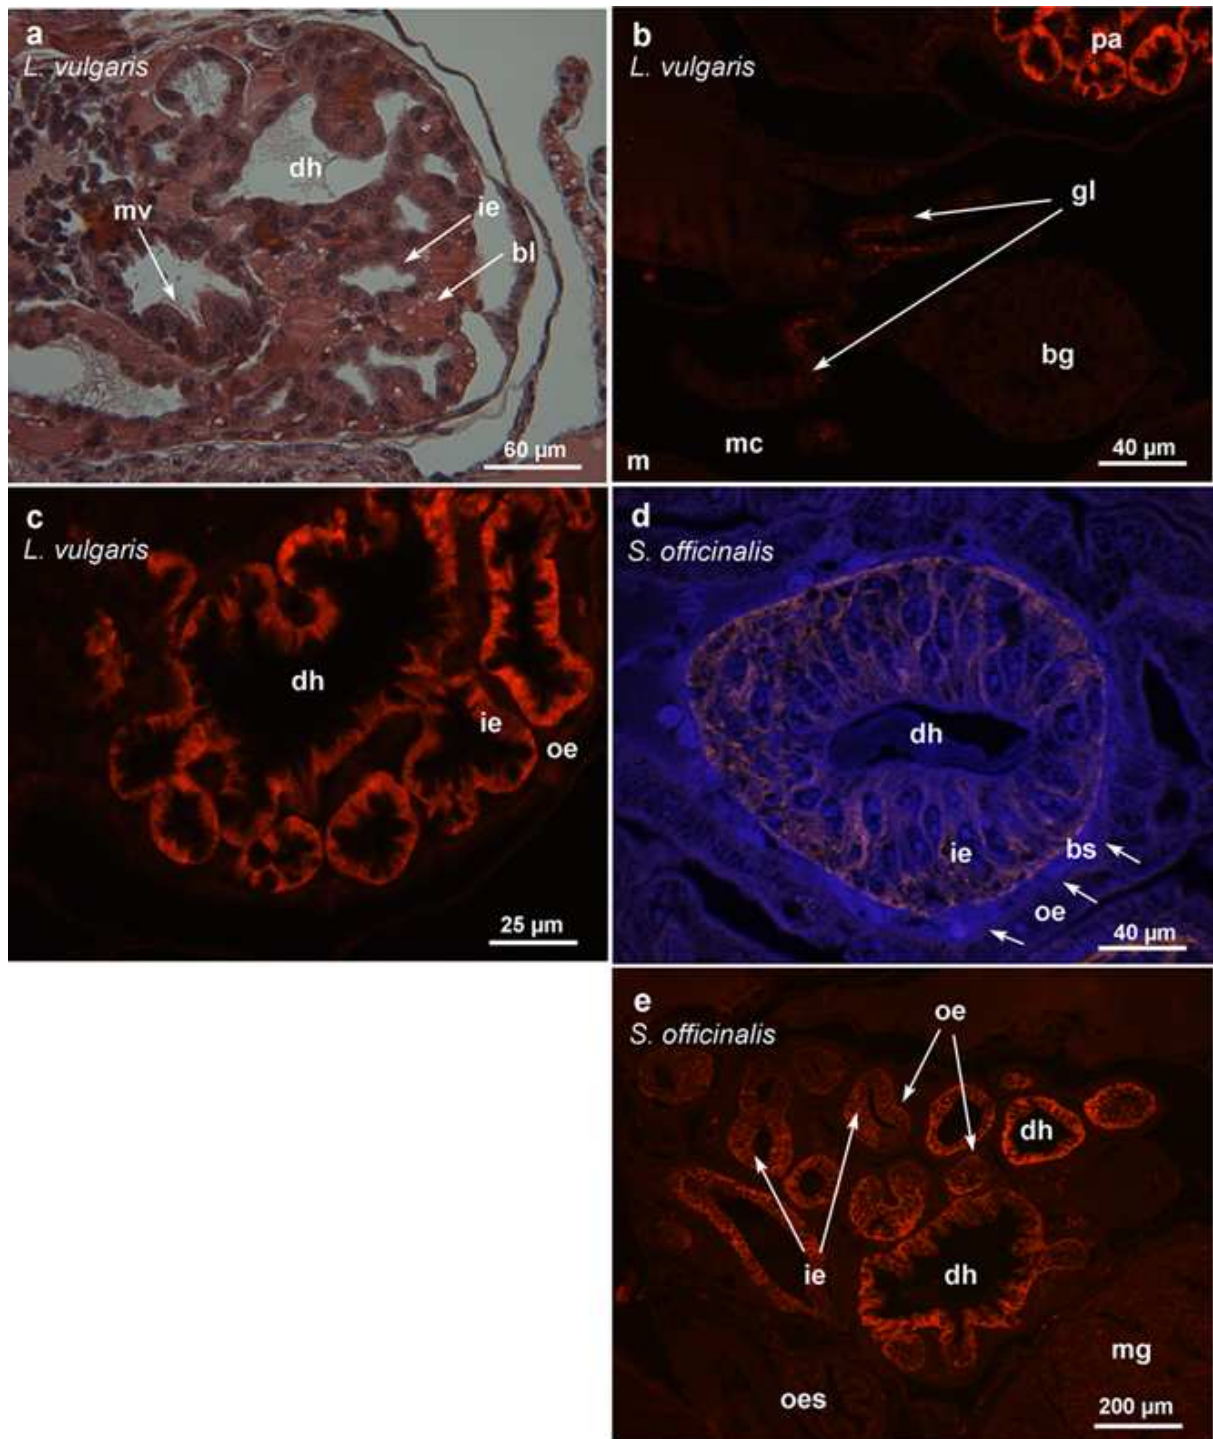 a
L. vulgaris
dh
mv
ie
bl
60 µm
b
L. vulgaris
pa
gl
bg
mc
m
40 µm
c
L. vulgaris
dh
ie
oe
25 µm
d
S. officinalis
dh
ie
bs
oe
40 µm
e
S. officinalis
oe
dh
ie
dh
mg
oes
200 µm